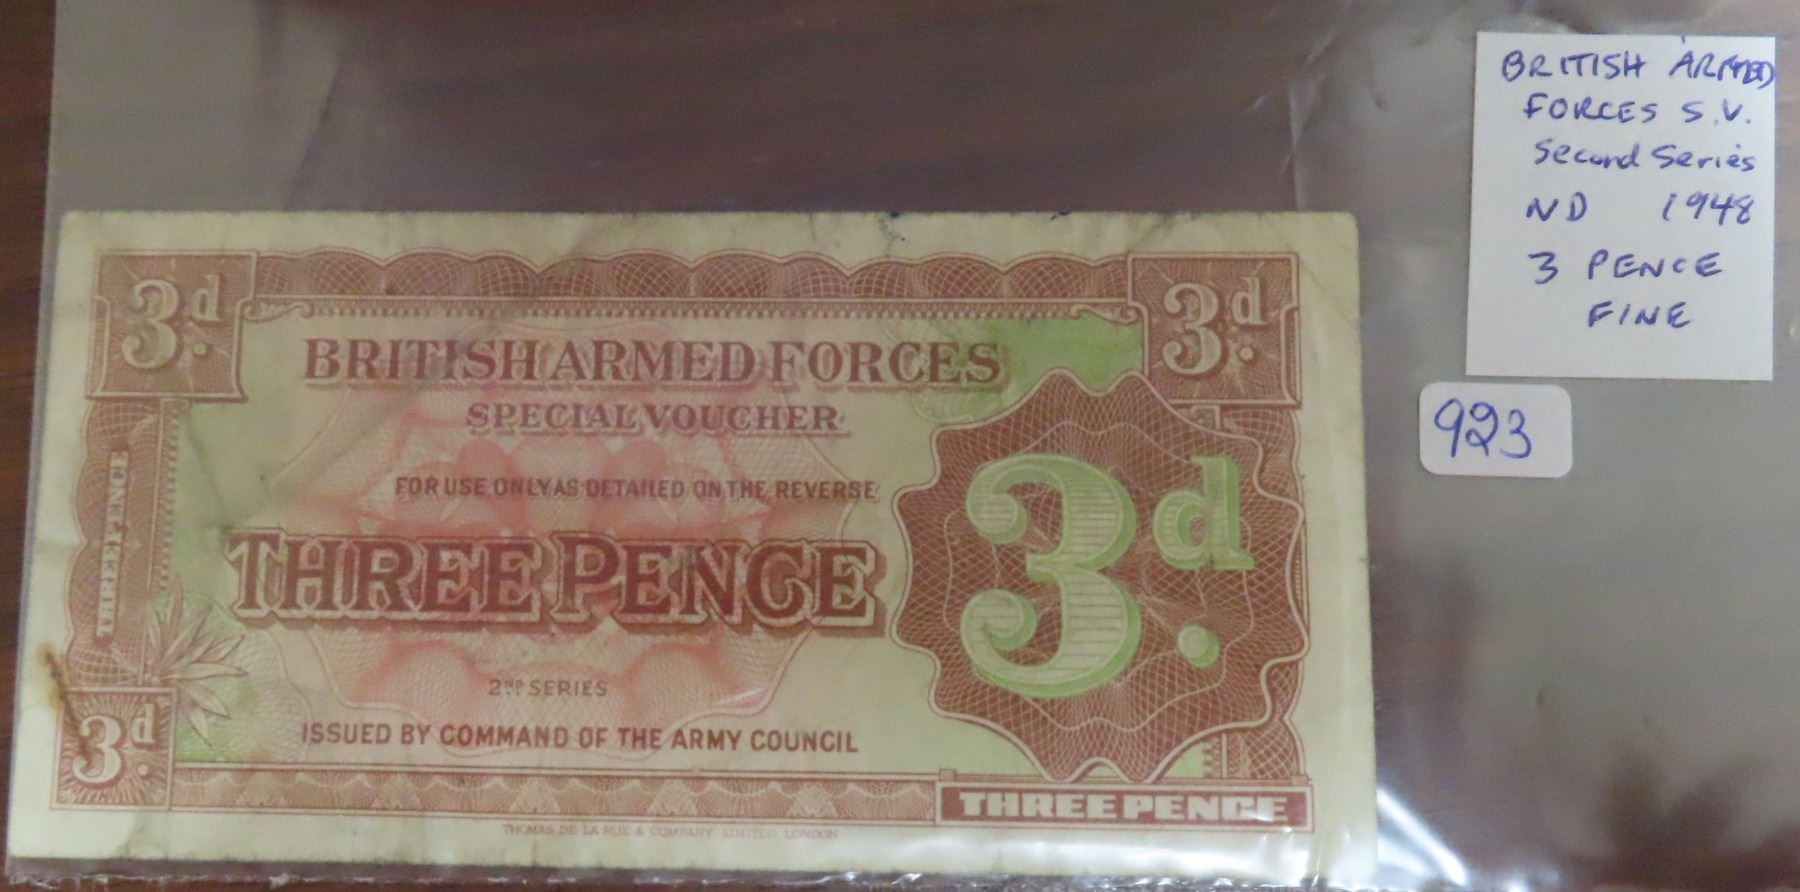 3d.
3d.
BRITISH ARMED FORCES
SPECIAL VOUCHER
FOR USE ONLY AS DETAILED ON THE REVERSE
THREE PENCE
3d.
THREE PENCE
2ND SERIES
ISSUED BY COMMAND OF THE ARMY COUNCIL
3d.
THREE PENCE
THOMAS DE LA RUE & COMPANY, LIMITED, LONDON
BRITISH ARMED
FORCES S.V.
Second Series
ND 1948
3 PENCE
FINE
923